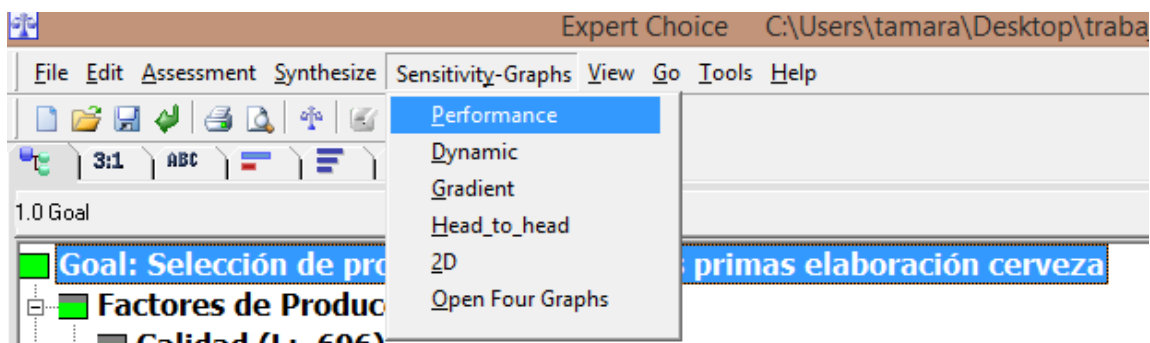 Expert Choice C:\Users\tamara\Desktop\traba
File Edit Assessment Synthesize Sensitivity-Graphs View Go Tools Help
3:1 ABC
Performance
Dynamic
Gradient
Head_to_head
2D
Open Four Graphs
1.0 Goal
Goal: Selección de pro primas elaboración cerveza
Factores de Produc
Calidad (L: .606)